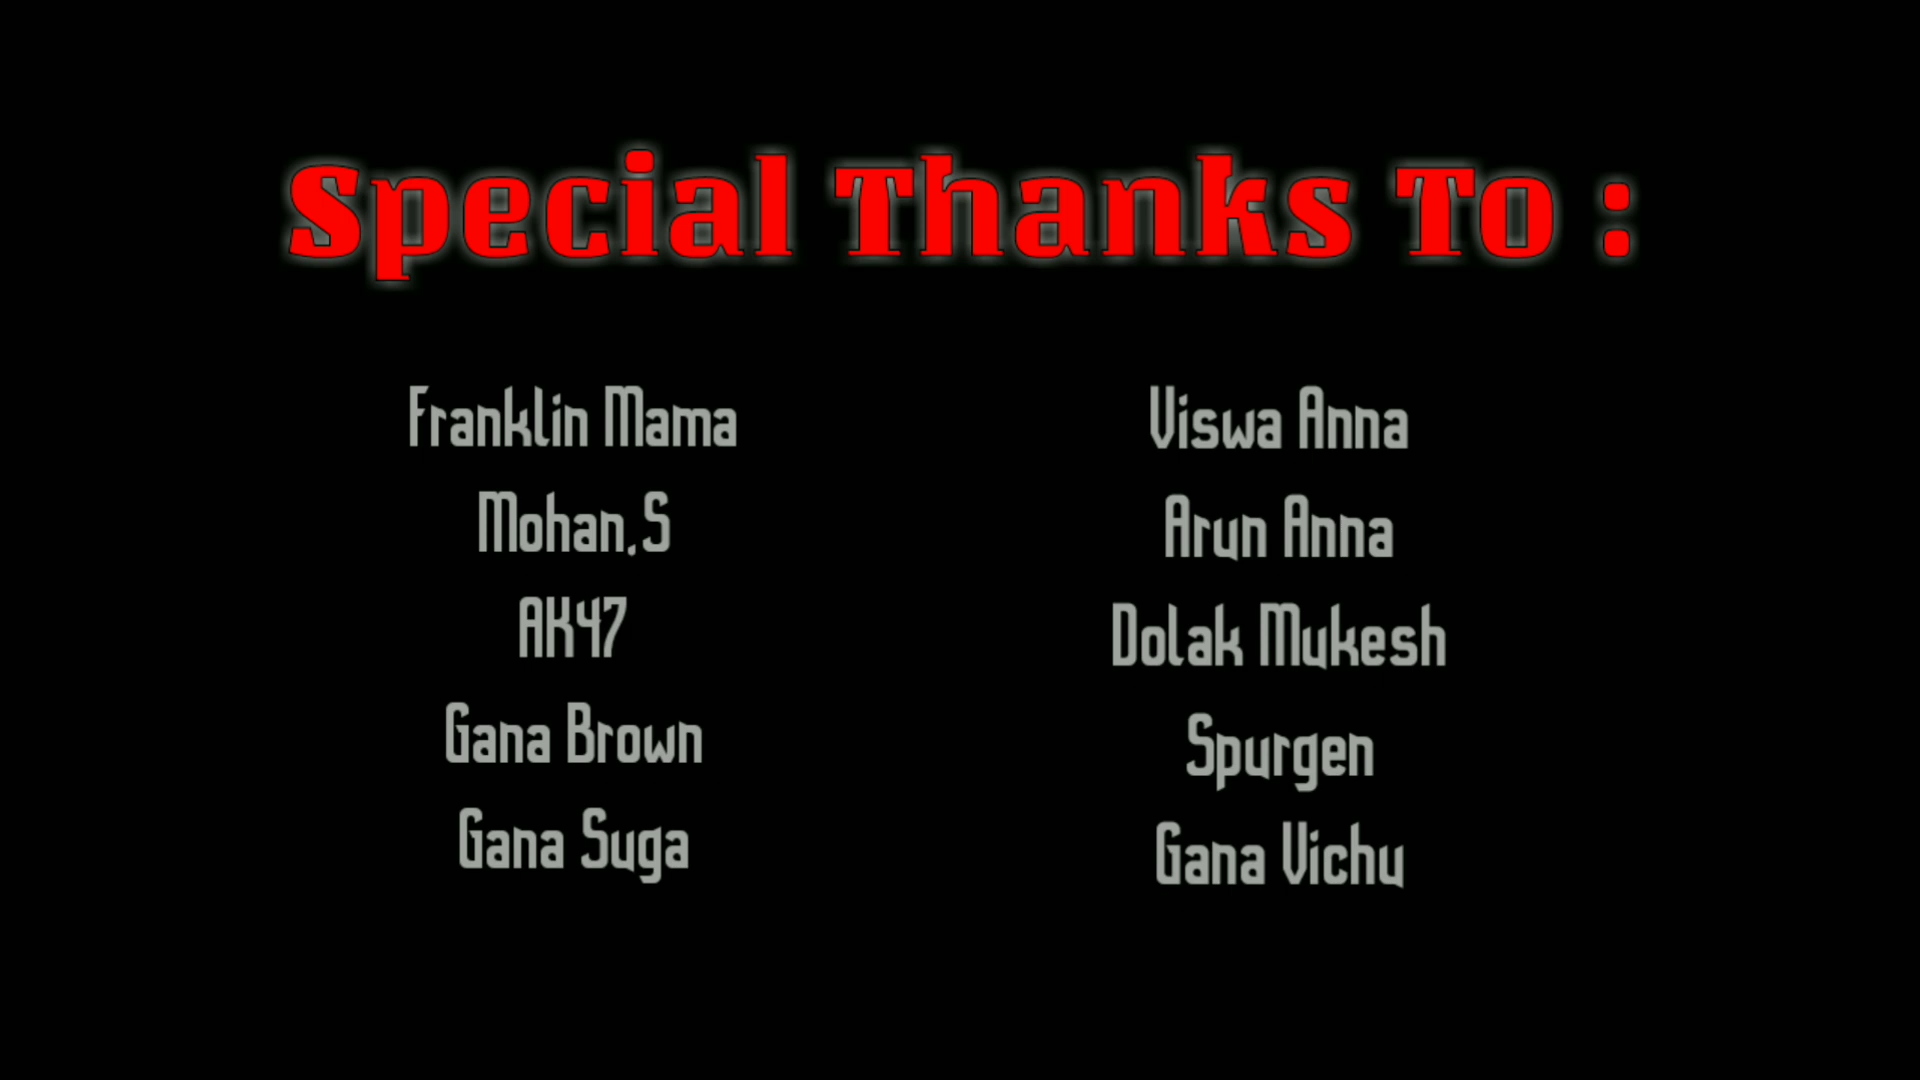 Special Thanks To :
Franklin Mama
Mohan.S
AK47
Gana Brown
Gana Suga
Viswa Anna
Arun Anna
Dolak Mukesh
Spurgen
Gana Vichu